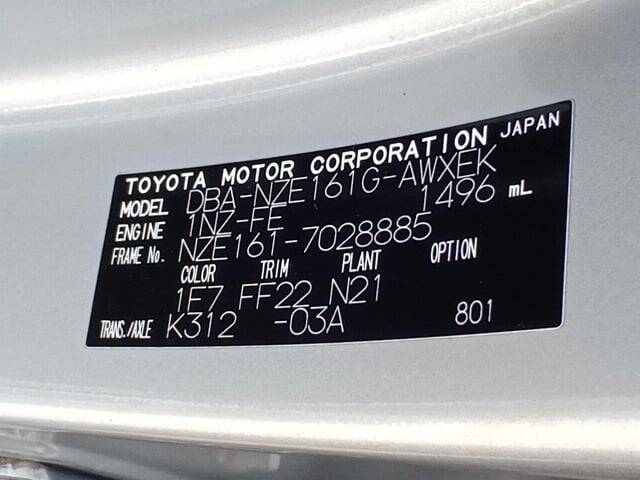 TOYOTA MOTOR CORPORATION JAPAN
MODEL DBA-NZE161G-AWXEK
ENGINE 1NZ-FE 1496 mL
FRAME No. NZE161-7028885
COLOR TRIM PLANT OPTION
1F7 FF22 N21
TRANS./AXLE K312 -03A 801